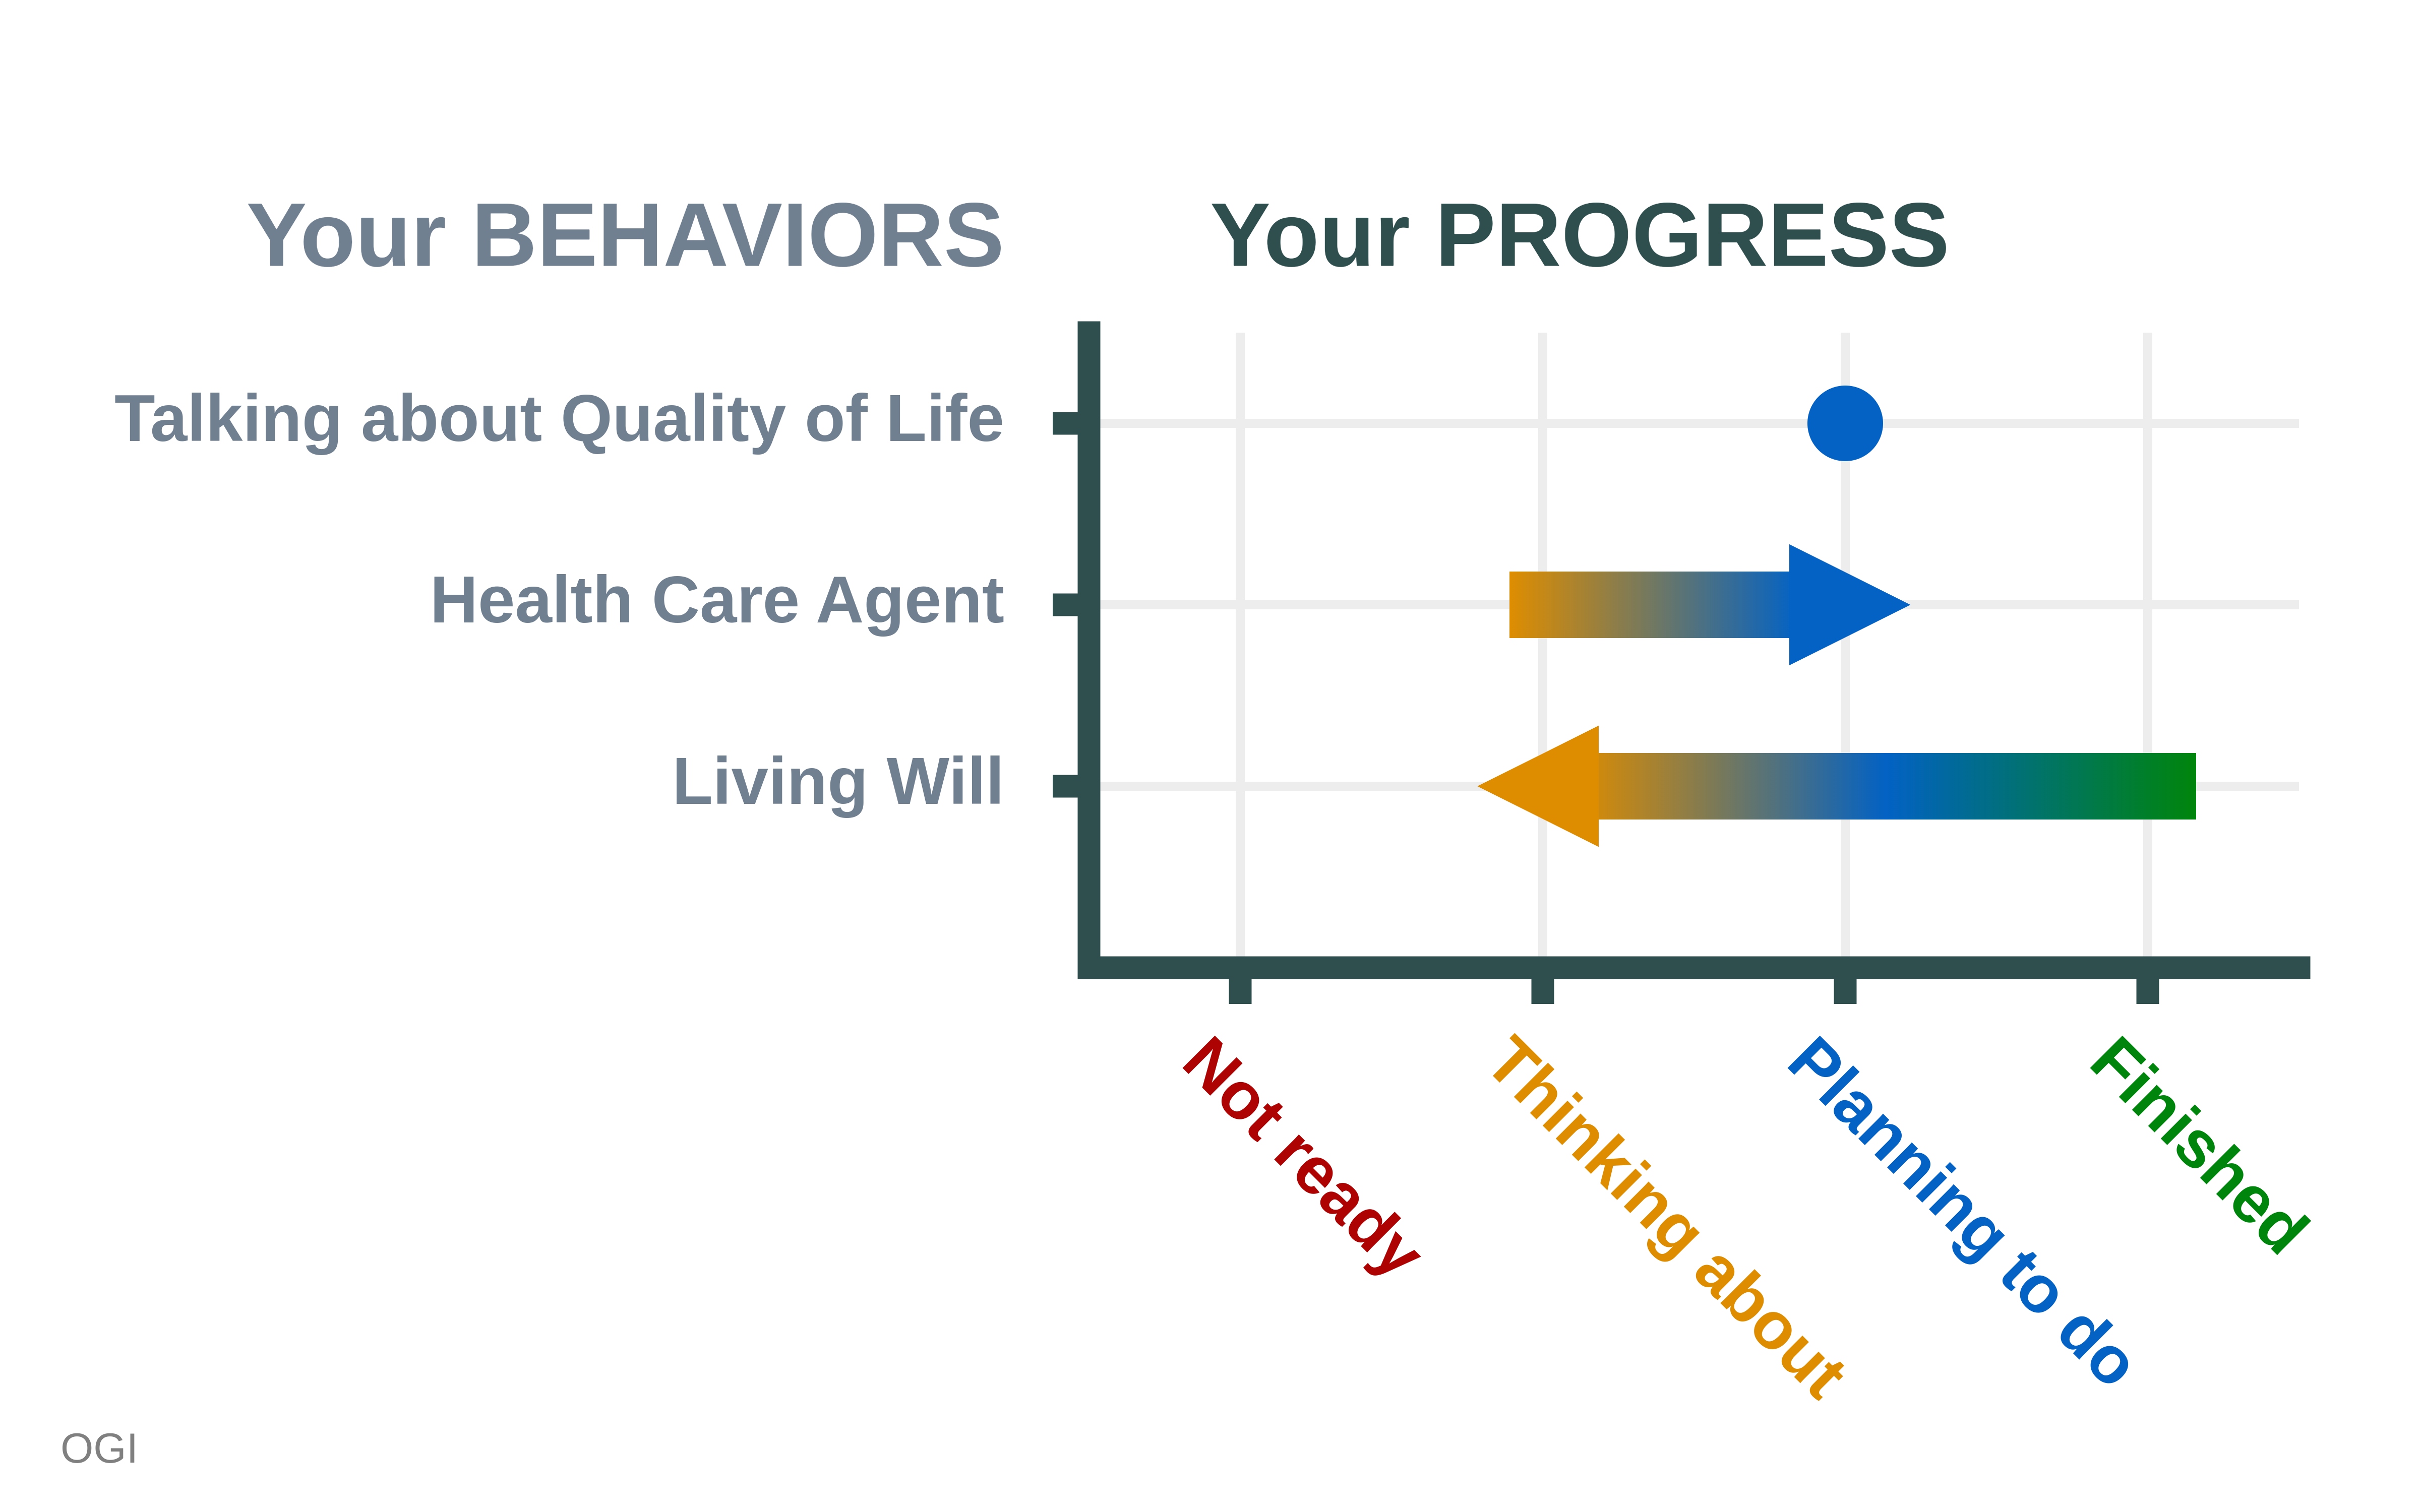 Your BEHAVIORS
Your PROGRESS
Talking about Quality of Life
Health Care Agent
Living Will
Not ready
Thinking about
Planning to do
Finished
OGI